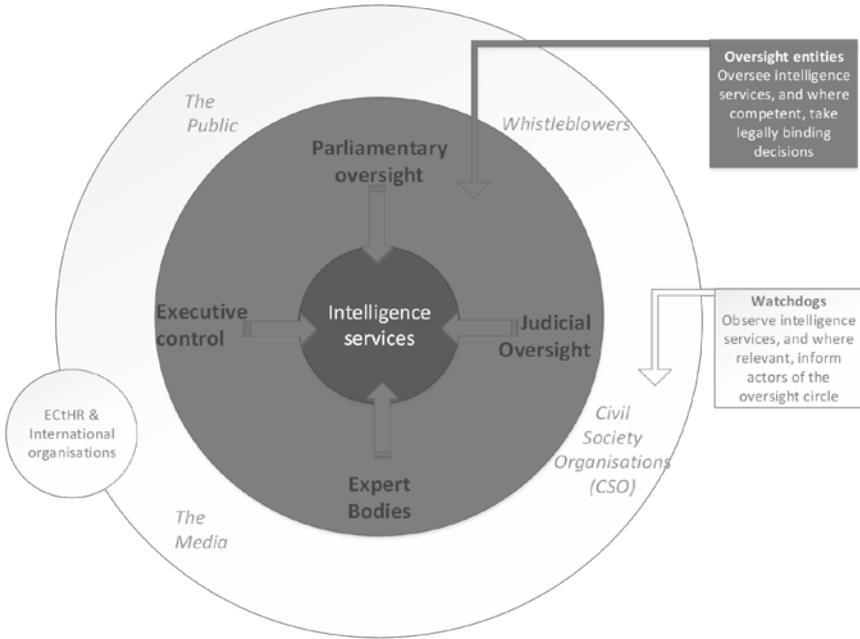 Oversight entities
Oversee intelligence
services, and where
competent, take
legally binding
decisions
The
Public
Whistleblowers
Parliamentary
oversight
Executive
control
Intelligence
services
Judicial
Oversight
Watchdogs
Observe intelligence
services, and where
relevant, inform
actors of the
oversight circle
ECtHR &
International
organisations
Civil
Society
Organisations
(CSO)
Expert
Bodies
The
Media